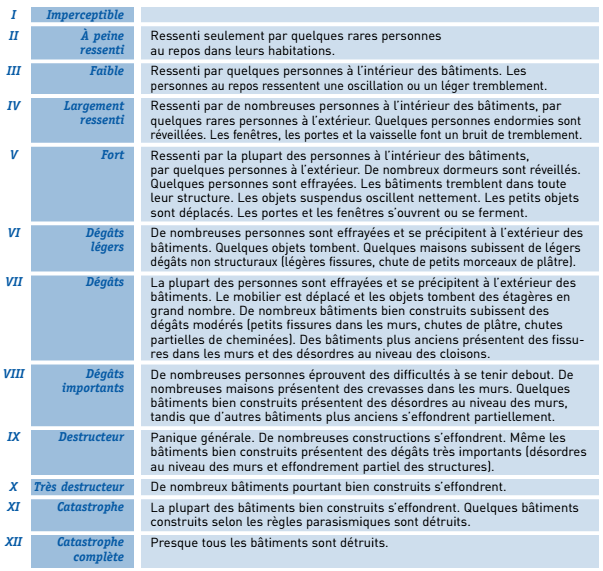 I Imperceptible
II À peine ressenti Ressenti seulement par quelques rares personnes
au repos dans leurs habitations.
III Faible Ressenti par quelques personnes à l'intérieur des bâtiments. Les
personnes au repos ressentent une oscillation ou un léger tremblement.
IV Largement ressenti Ressenti par de nombreuses personnes à l'intérieur des bâtiments, par
quelques rares personnes à l'extérieur. Quelques personnes endormies sont
réveillées. Les fenêtres, les portes et la vaisselle font un bruit de tremblement.
V Fort Ressenti par la plupart des personnes à l'intérieur des bâtiments,
par quelques personnes à l'extérieur. De nombreux dormeurs sont réveillés.
Quelques personnes sont effrayées. Les bâtiments tremblent dans toute
leur structure. Les objets suspendus oscillent nettement. Les petits objets
sont déplacés. Les portes et les fenêtres s'ouvrent ou se ferment.
VI Dégâts légers De nombreuses personnes sont effrayées et se précipitent à l'extérieur des
bâtiments. Quelques objets tombent. Quelques maisons subissent de légers
dégâts non structuraux (légères fissures, chute de petits morceaux de plâtre).
VII Dégâts La plupart des personnes sont effrayées et se précipitent à l'extérieur des
bâtiments. Le mobilier est déplacé et les objets tombent des étagères en
grand nombre. De nombreux bâtiments bien construits subissent des
dégâts modérés (petits fissures dans les murs, chutes de plâtre, chutes
partielles de cheminées). Des bâtiments plus anciens présentent des fissu-
res dans les murs et des désordres au niveau des cloisons.
VIII Dégâts importants De nombreuses personnes éprouvent des difficultés à se tenir debout. De
nombreuses maisons présentent des crevasses dans les murs. Quelques
bâtiments bien construits présentent des désordres au niveau des murs,
tandis que d'autres bâtiments plus anciens s'effondrent partiellement.
IX Destructeur Panique générale. De nombreuses constructions s'effondrent. Même les
bâtiments bien construits présentent des dégâts très importants (désordres
au niveau des murs et effondrement partiel des structures).
X Très destructeur De nombreux bâtiments pourtant bien construits s'effondrent.
XI Catastrophe La plupart des bâtiments bien construits s'effondrent. Quelques bâtiments
construits selon les règles parasismiques sont détruits.
XII Catastrophe complète Presque tous les bâtiments sont détruits.